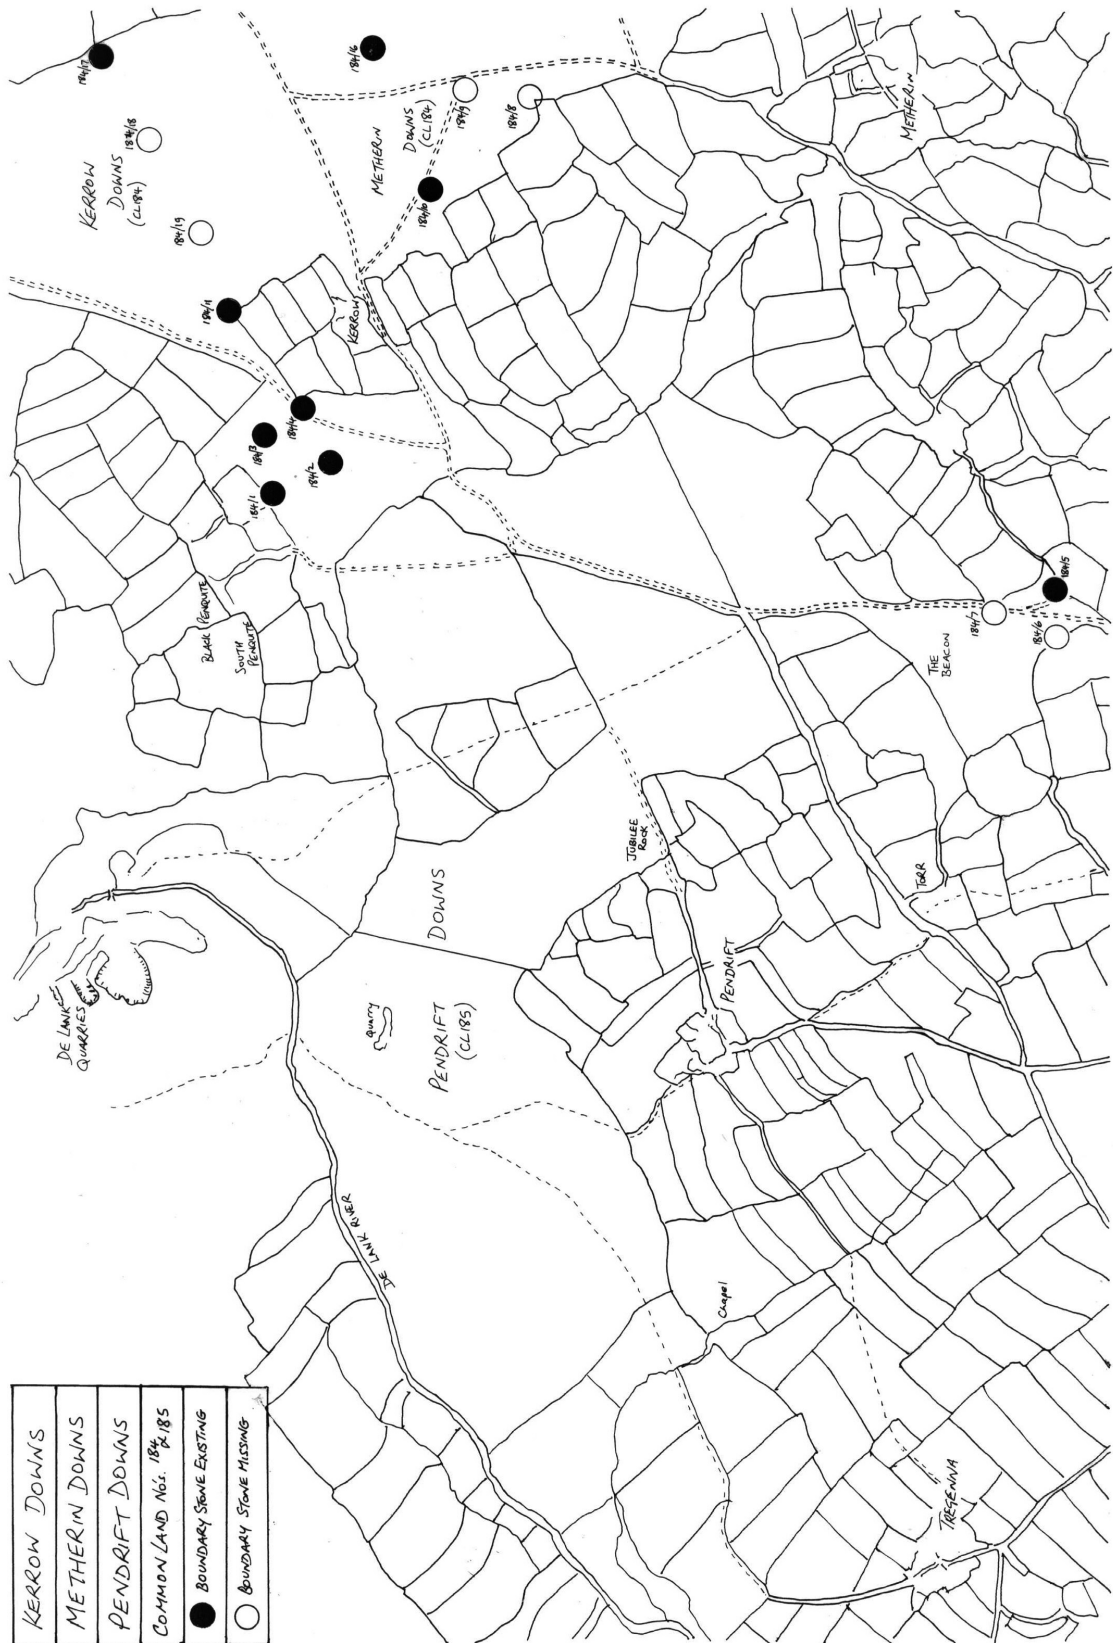 KERROW DOWNS
METHERIN DOWNS
PENDRIFT DOWNS
COMMON LAND NOS. 184 & 185
BOUNDARY STONE EXISTING
BOUNDARY STONE MISSING
DE LANK
QUARRIES
DE LANK RIVER
Quarry
PENDRIFT
(CL185)
DOWNS
Chapel
TREGENNA
PENDRIFT
JUBILEE
ROCK
TORR
THE
BEACON
BLACK PENQUITE
SOUTH
PENQUITE
184/1
184/2
184/3
184/4
184/5
184/6
184/7
184/8
184/9
184/10
184/11
184/16
184/17
184/18
184/19
KERROW
KERROW
DOWNS
(CL184)
METHERIN
DOWNS
(CL184)
METHERIN